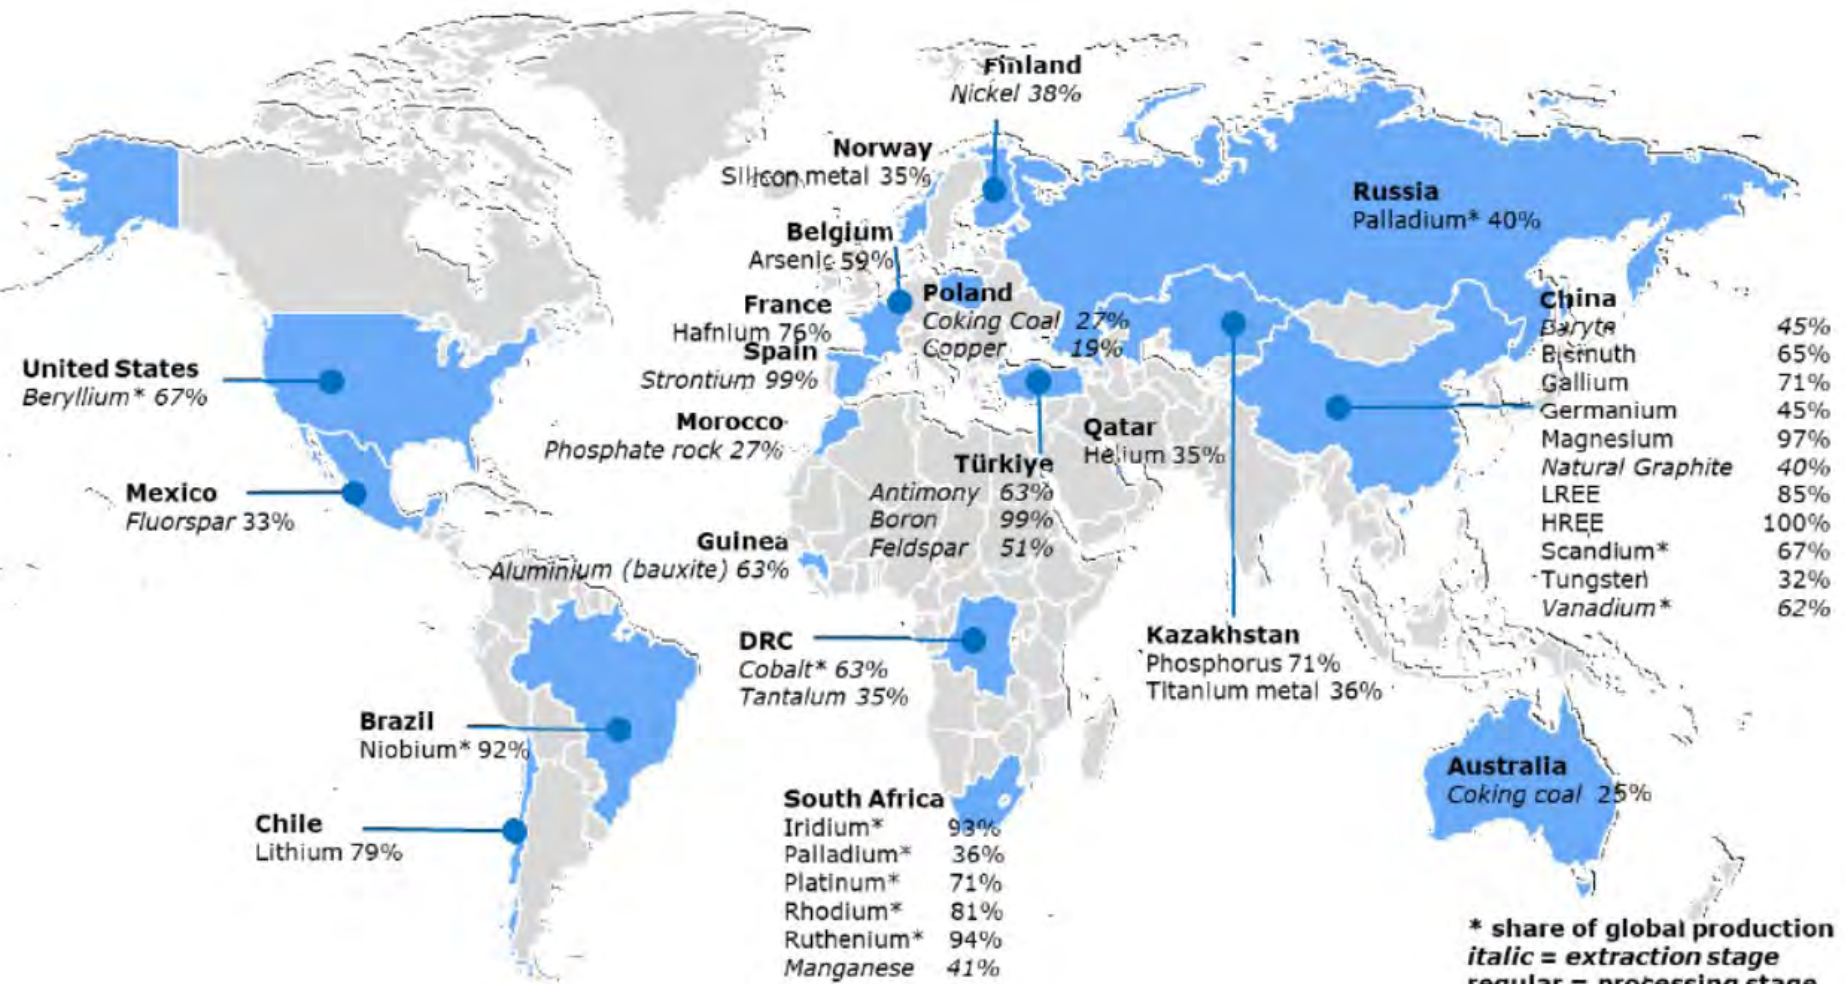 Finland
Nickel 38%
Norway
Silicon metal 35%
Russia
Palladium* 40%
Belgium
Arsenic 59%
France
Hafnium 76%
Poland
Coking Coal 27%
Copper 19%
Spain
Strontium 99%
China
Baryte 45%
Bismuth 65%
Gallium 71%
Germanium 45%
Magnesium 97%
Natural Graphite 40%
LREE 85%
HREE 100%
Scandium* 67%
Tungsten 32%
Vanadium* 62%
United States
Beryllium* 67%
Morocco
Phosphate rock 27%
Qatar
Helium 35%
Türkiye
Antimony 63%
Boron 99%
Feldspar 51%
Mexico
Fluorspar 33%
Guinea
Aluminium (bauxite) 63%
DRC
Cobalt* 63%
Tantalum 35%
Kazakhstan
Phosphorus 71%
Titanium metal 36%
Brazil
Niobium* 92%
Chile
Lithium 79%
South Africa
Iridium* 93%
Palladium* 36%
Platinum* 71%
Rhodium* 81%
Ruthenium* 94%
Manganese 41%
Australia
Coking coal 25%
* share of global production
italic = extraction stage
regular = processing stage